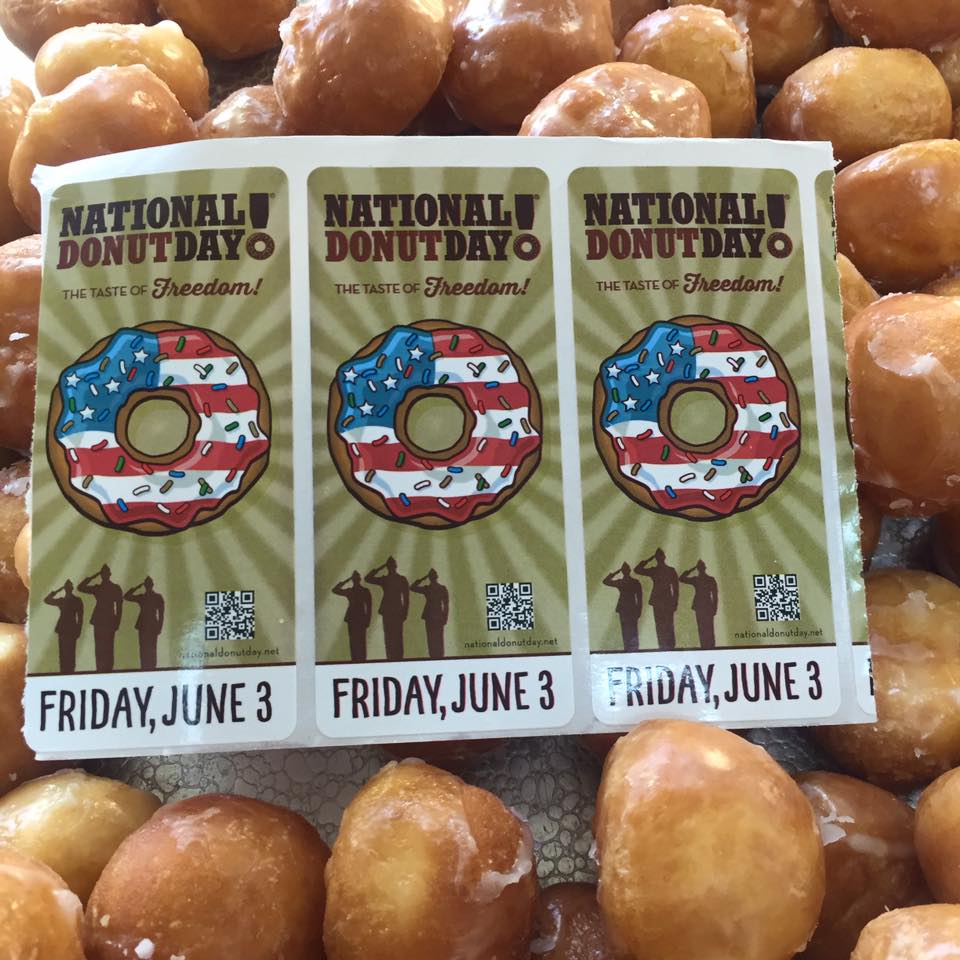 NATIONAL!
DONUT DAY
THE TASTE OF Freedom!
nationaldonutday.net
FRIDAY, JUNE 3
NATIONAL!
DONUT DAY
THE TASTE OF Freedom!
nationaldonutday.net
FRIDAY, JUNE 3
NATIONAL!
DONUT DAY
THE TASTE OF Freedom!
nationaldonutday.net
FRIDAY, JUNE 3